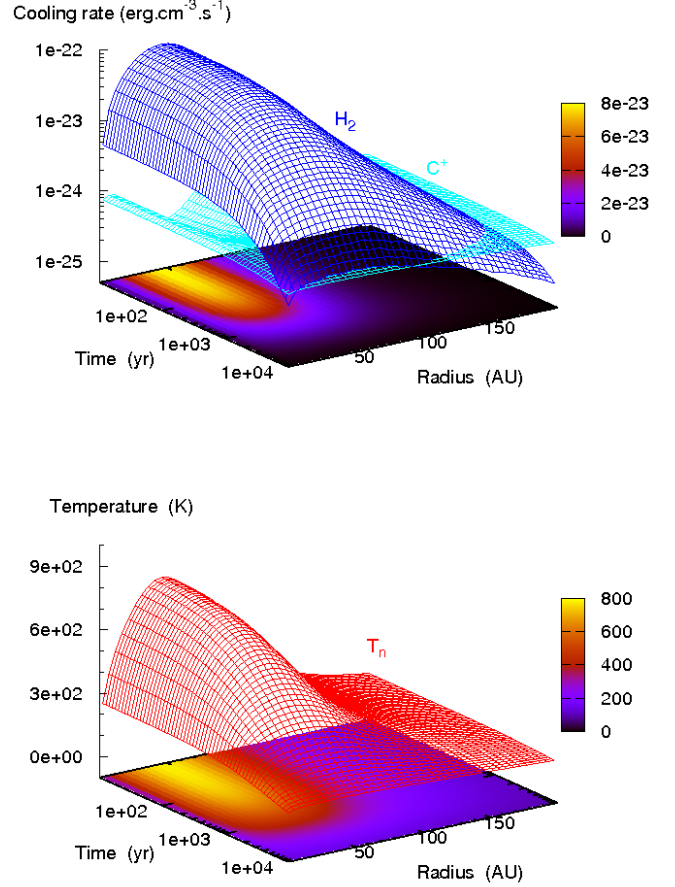 Cooling rate (erg.cm⁻³.s⁻¹)
1e-22
1e-23
1e-24
1e-25
H₂
C⁺
8e-23
6e-23
4e-23
2e-23
0
1e+02
1e+03
1e+04
Time (yr)
50
100
150
Radius (AU)
Temperature (K)
9e+02
6e+02
3e+02
0e+00
Tₙ
800
600
400
200
0
1e+02
1e+03
1e+04
Time (yr)
50
100
150
Radius (AU)